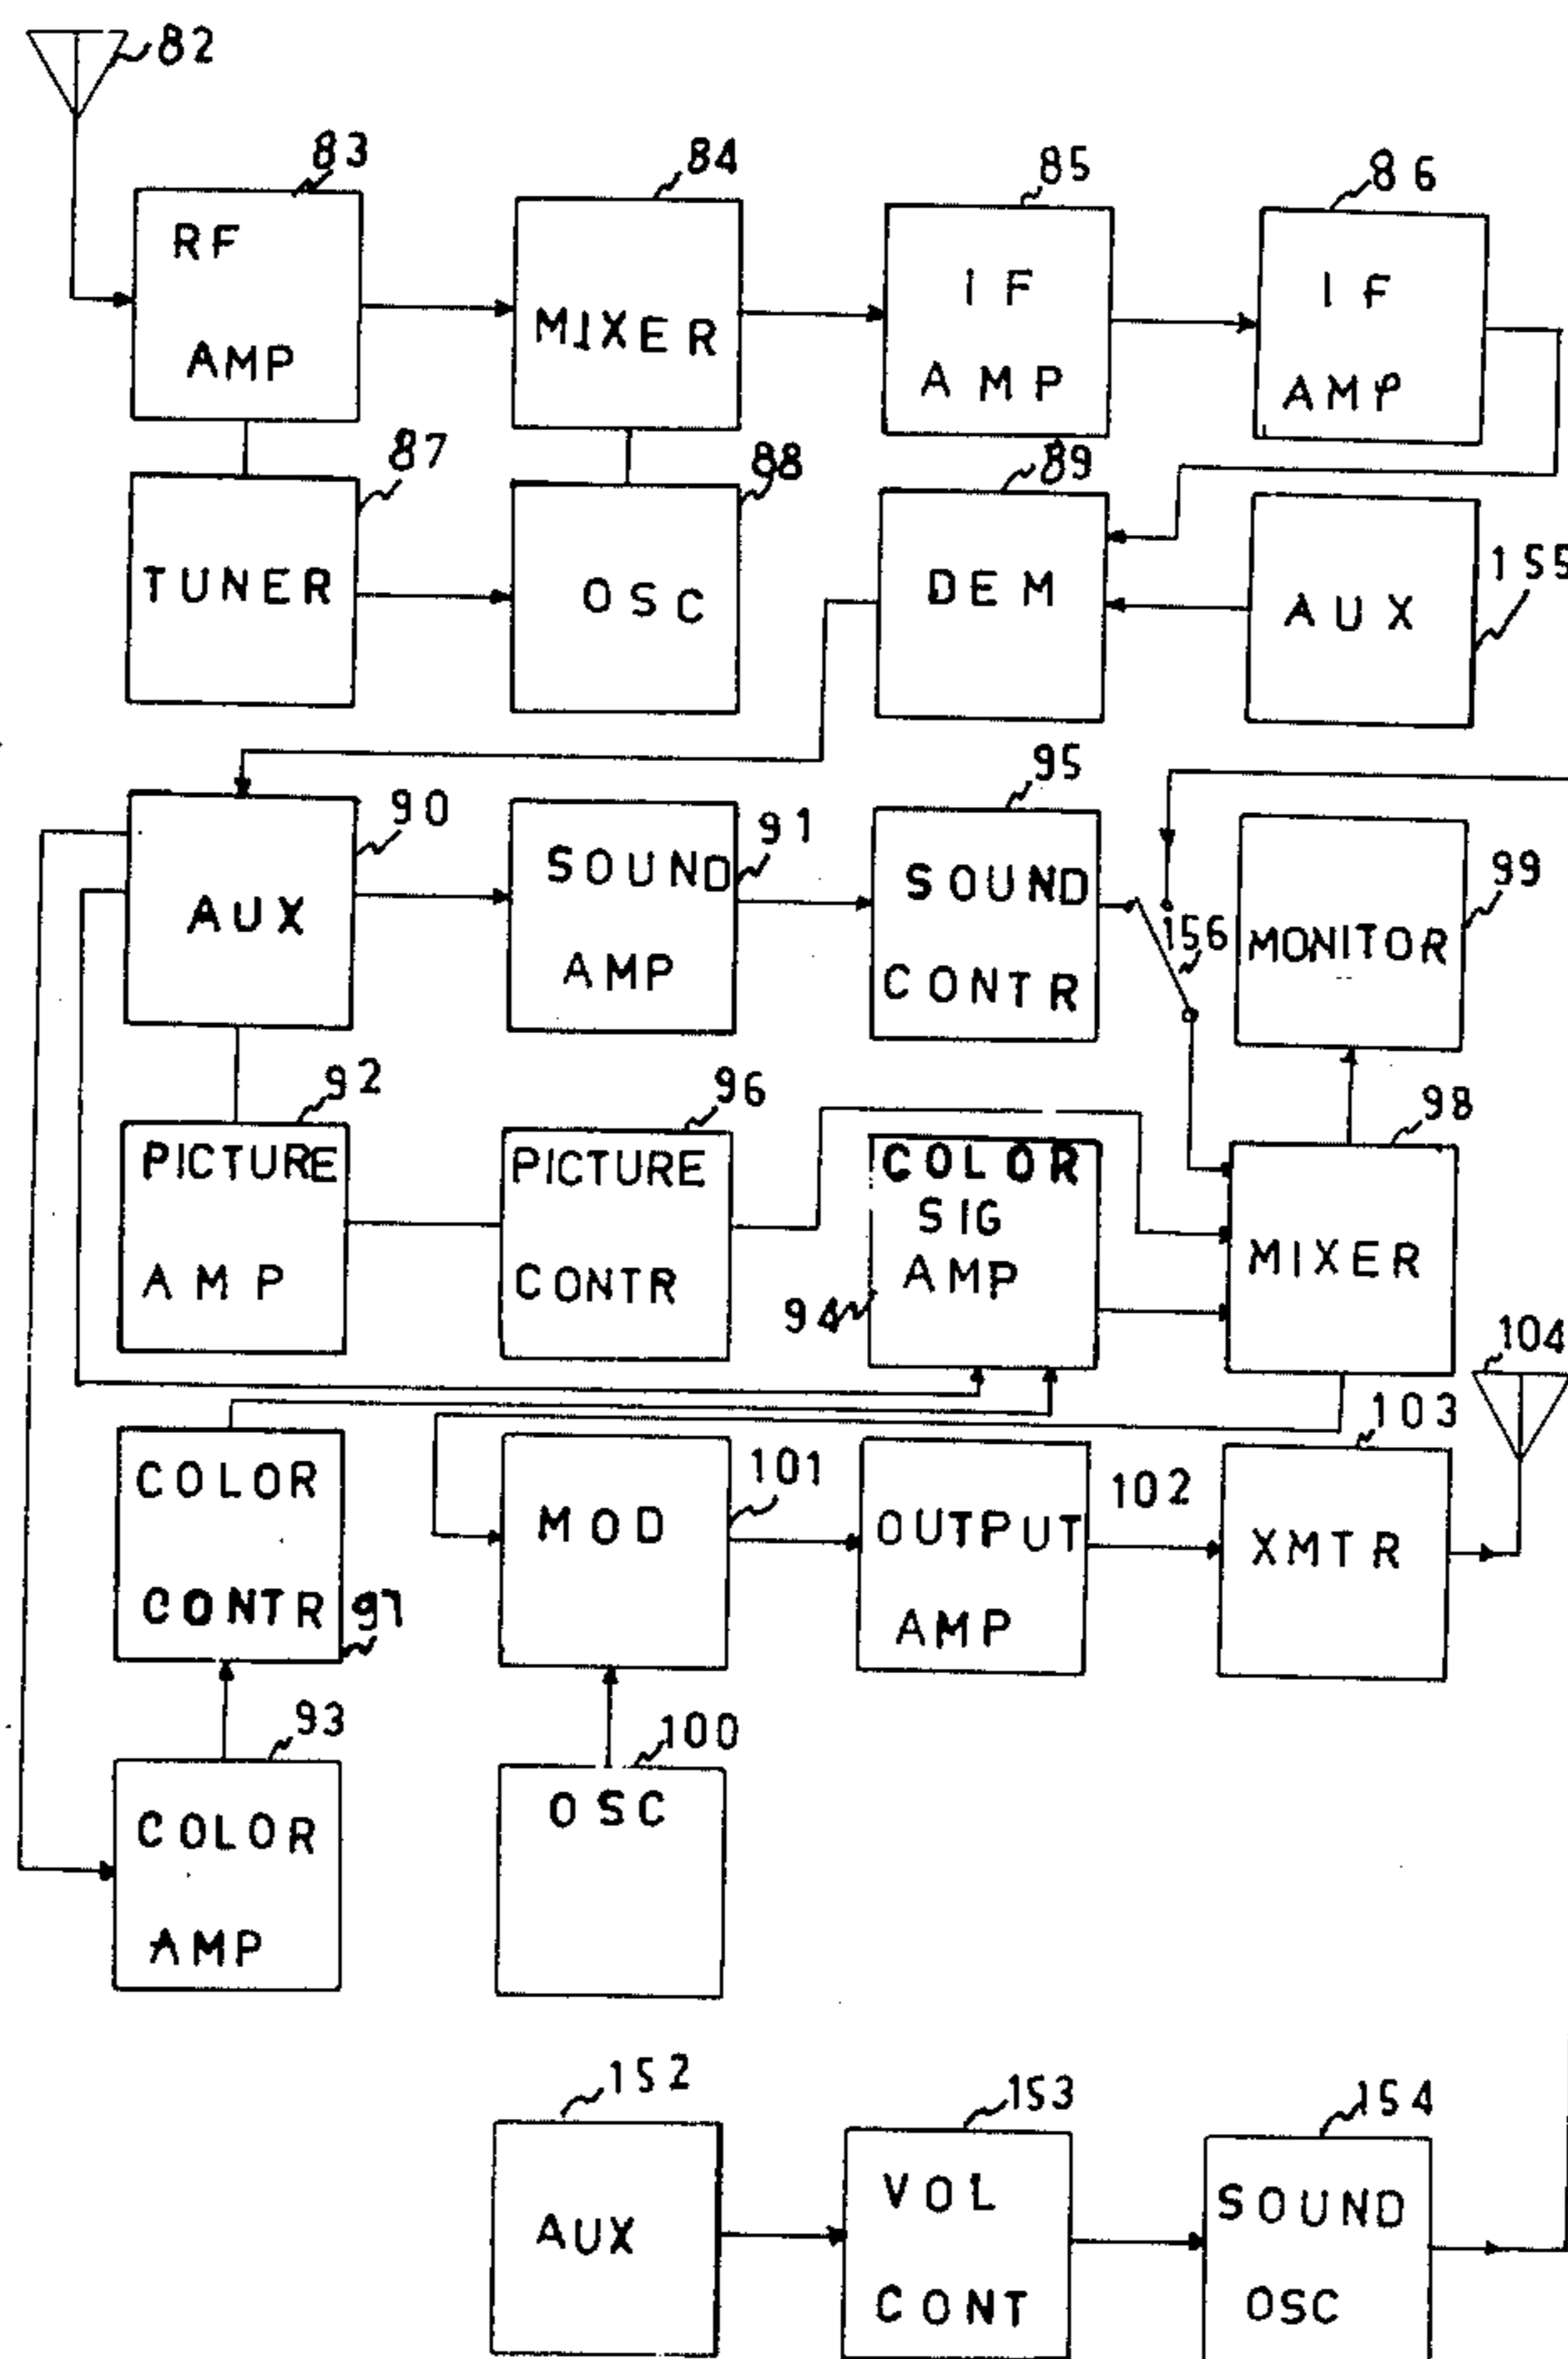 82
83
84
85
86
RF
AMP
MIXER
IF
AMP
IF
AMP
87
88
89
155
TUNER
OSC
DEM
AUX
90
91
95
99
AUX
SOUND
AMP
SOUND
CONTR
156
MONITOR
92
96
98
PICTURE
AMP
PICTURE
CONTR
COLOR
SIG
AMP
94
MIXER
104
103
COLOR
CONTR
97
MOD
101
OUTPUT
AMP
102
XMTR
93
100
COLOR
AMP
OSC
152
153
154
AUX
VOL
CONT
SOUND
OSC